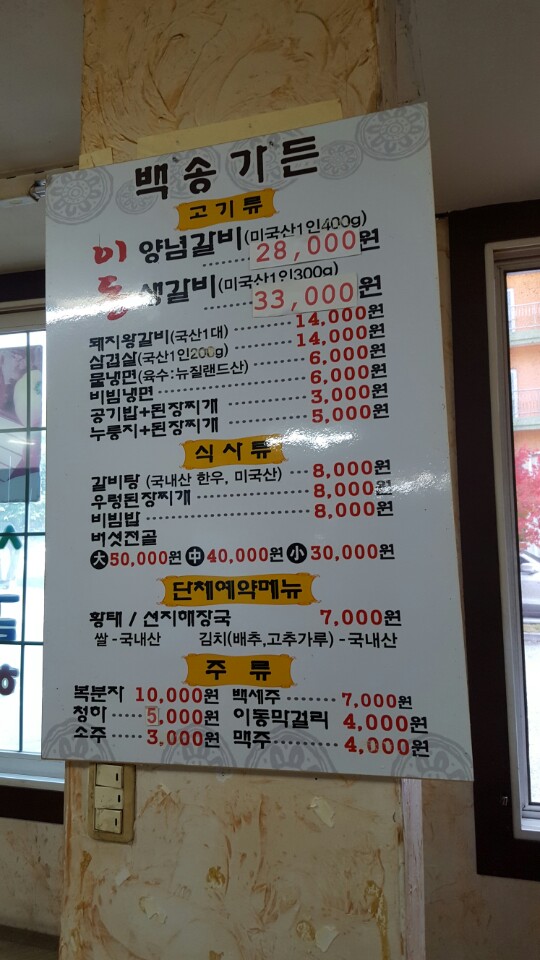 백송가든
고기류
이동
양념갈비(미국산1인400g) 28,000원
생갈비(미국산1인300g) 33,000원
돼지왕갈비(국산1대) 14,000원
삼겹살(국산1인200g) 14,000원
물냉면(육수:뉴질랜드산) 6,000원
비빔냉면 6,000원
공기밥+된장찌개 3,000원
누룽지+된장찌개 5,000원
식사류
갈비탕 (국내산 한우, 미국산) 8,000원
우렁된장찌개 8,000원
비빔밥 8,000원
버섯전골
大 50,000원 中 40,000원 小 30,000원
단체예약메뉴
황태 / 선지해장국 7,000원
쌀-국내산 김치(배추,고추가루)-국내산
주류
복분자 10,000원 백세주 7,000원
청하 5,000원 이동막걸리 4,000원
소주 3,000원 맥주 4,000원